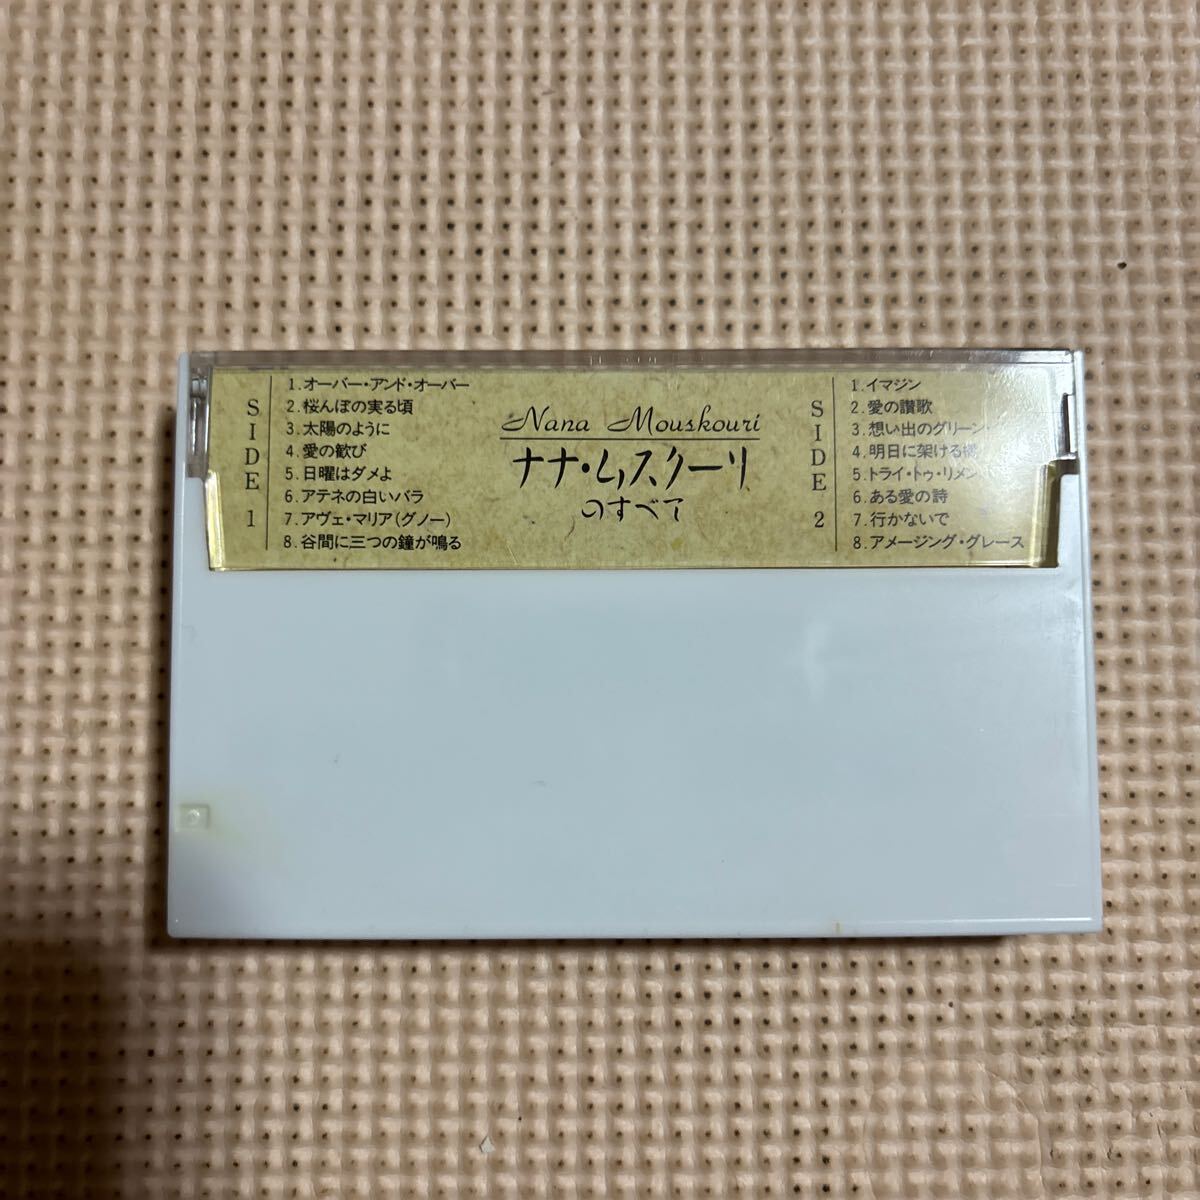 SIDE 1
1.オーバー・アンド・オーバー
2.桜んぼの実る頃
3.太陽のように
4.愛の歓び
5.日曜はダメよ
6.アテネの白いバラ
7.アヴェ・マリア(グノー)
8.谷間に三つの鐘が鳴る
Nana Mouskouri
ナナ・ムスクーリ
のすべて
SIDE 2
1.イマジン
2.愛の讃歌
3.想い出のグリーン・
4.明日に架ける橋
5.トライ・トゥ・リメン
6.ある愛の詩
7.行かないで
8.アメージング・グレース